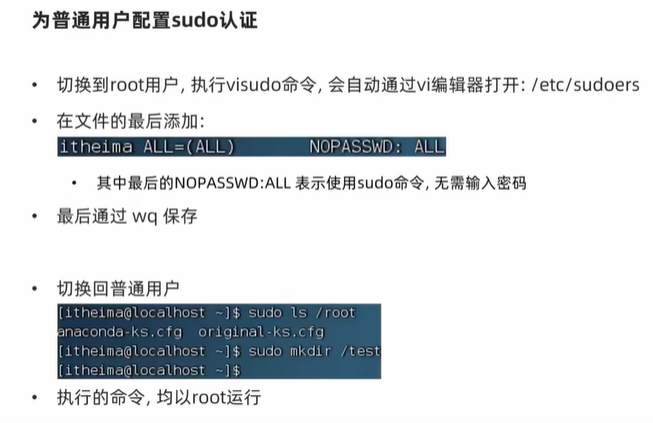 为普通用户配置sudo认证
• 切换到root用户, 执行visudo命令, 会自动通过vi编辑器打开: /etc/sudoers
• 在文件的最后添加:
itheima ALL=(ALL) NOPASSWD: ALL
• 其中最后的NOPASSWD:ALL 表示使用sudo命令, 无需输入密码
• 最后通过 wq 保存
• 切换回普通用户
[itheima@localhost ~]$ sudo ls /root
anaconda-ks.cfg original-ks.cfg
[itheima@localhost ~]$ sudo mkdir /test
[itheima@localhost ~]$
• 执行的命令, 均以root运行